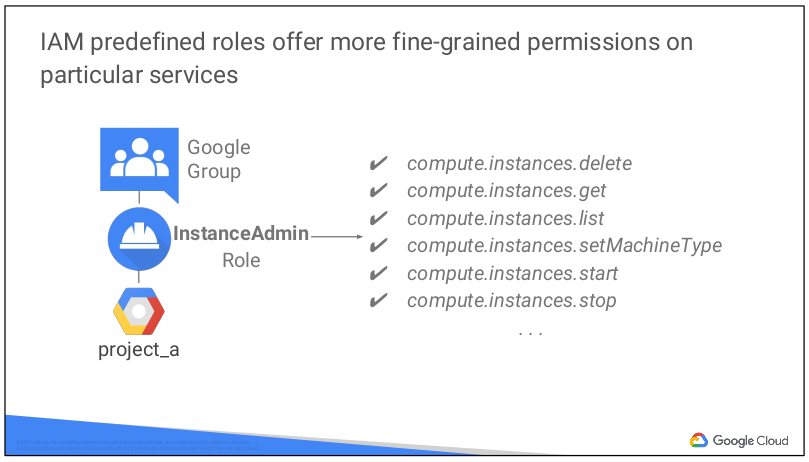 IAM predefined roles offer more fine-grained permissions on
particular services
Google
Group
InstanceAdmin
Role
project_a
✔ compute.instances.delete
✔ compute.instances.get
✔ compute.instances.list
✔ compute.instances.setMachineType
✔ compute.instances.start
✔ compute.instances.stop
. . .
Google Cloud